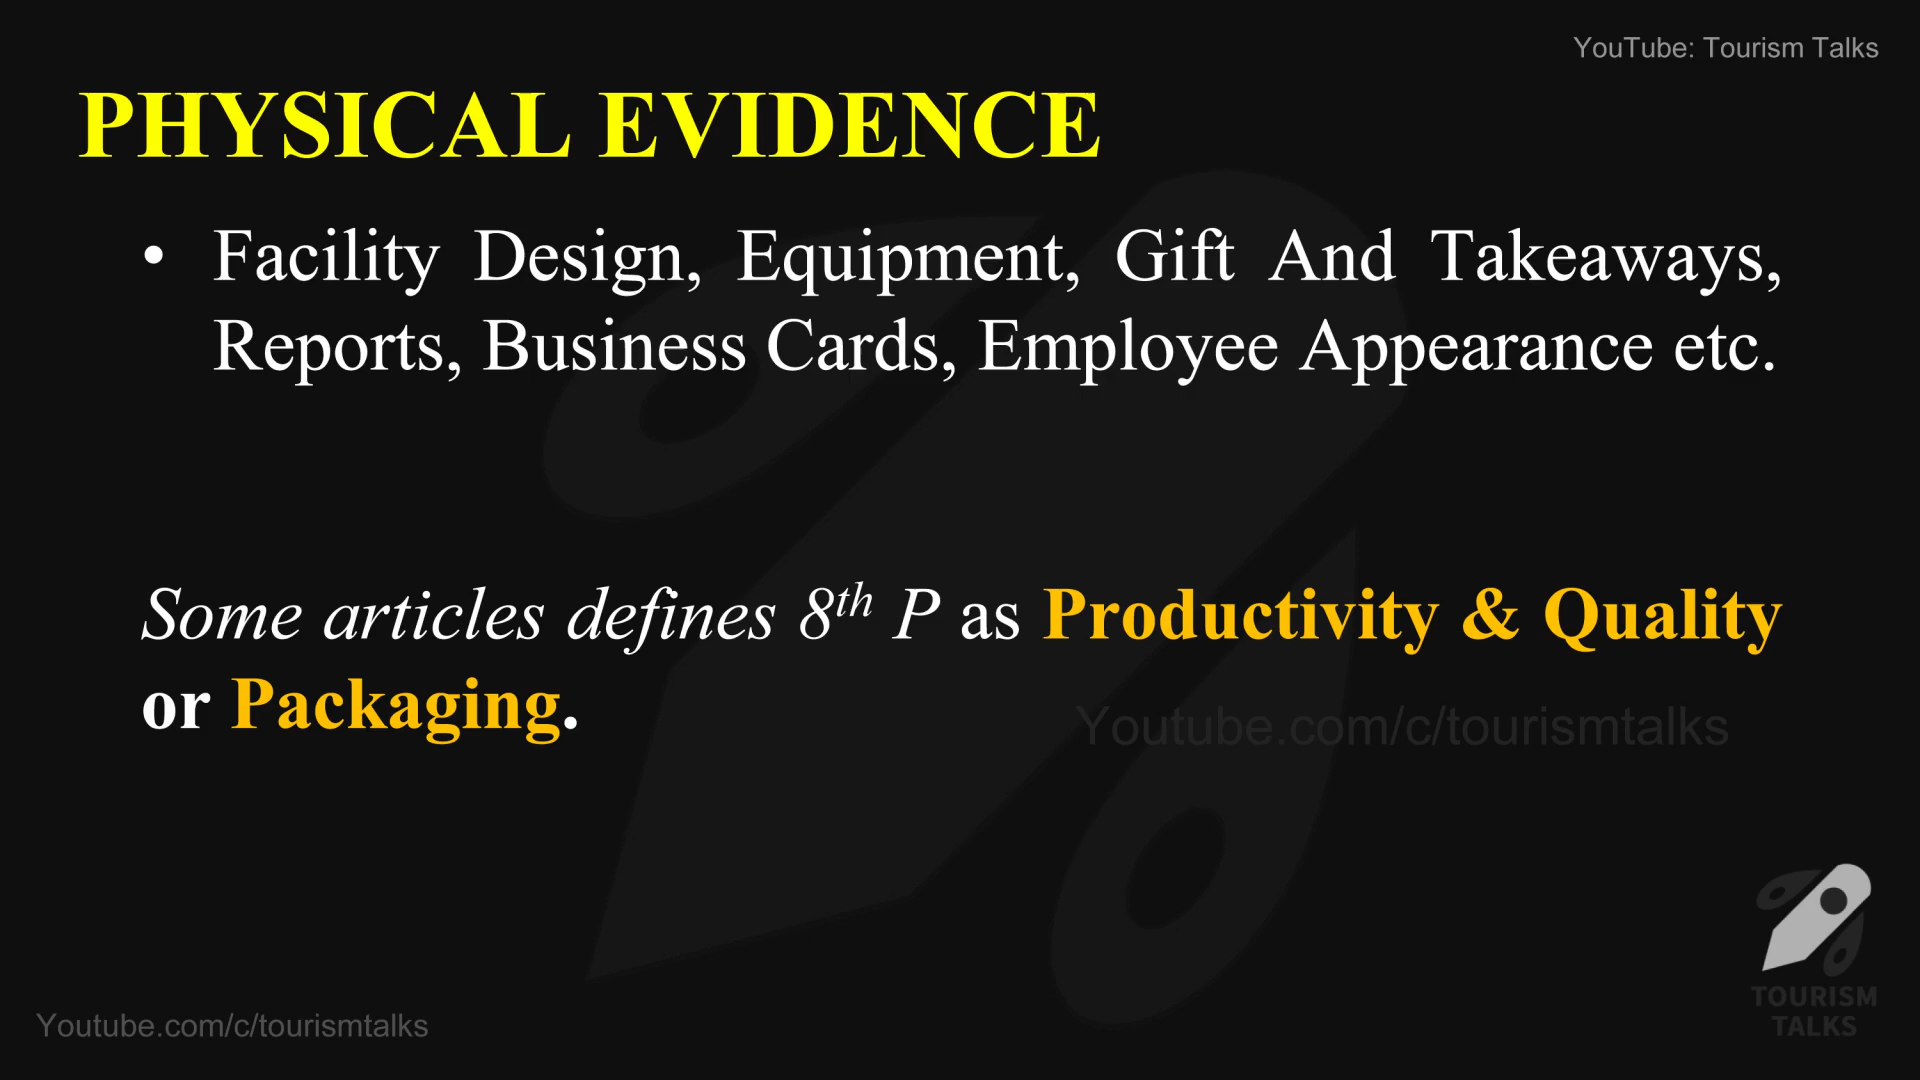 YouTube: Tourism Talks
PHYSICAL EVIDENCE
• Facility Design, Equipment, Gift And Takeaways,
Reports, Business Cards, Employee Appearance etc.
Some articles defines 8th P as Productivity & Quality
or Packaging.
Youtube.com/c/tourismtalks
TOURISM
TALKS
Youtube.com/c/tourismtalks